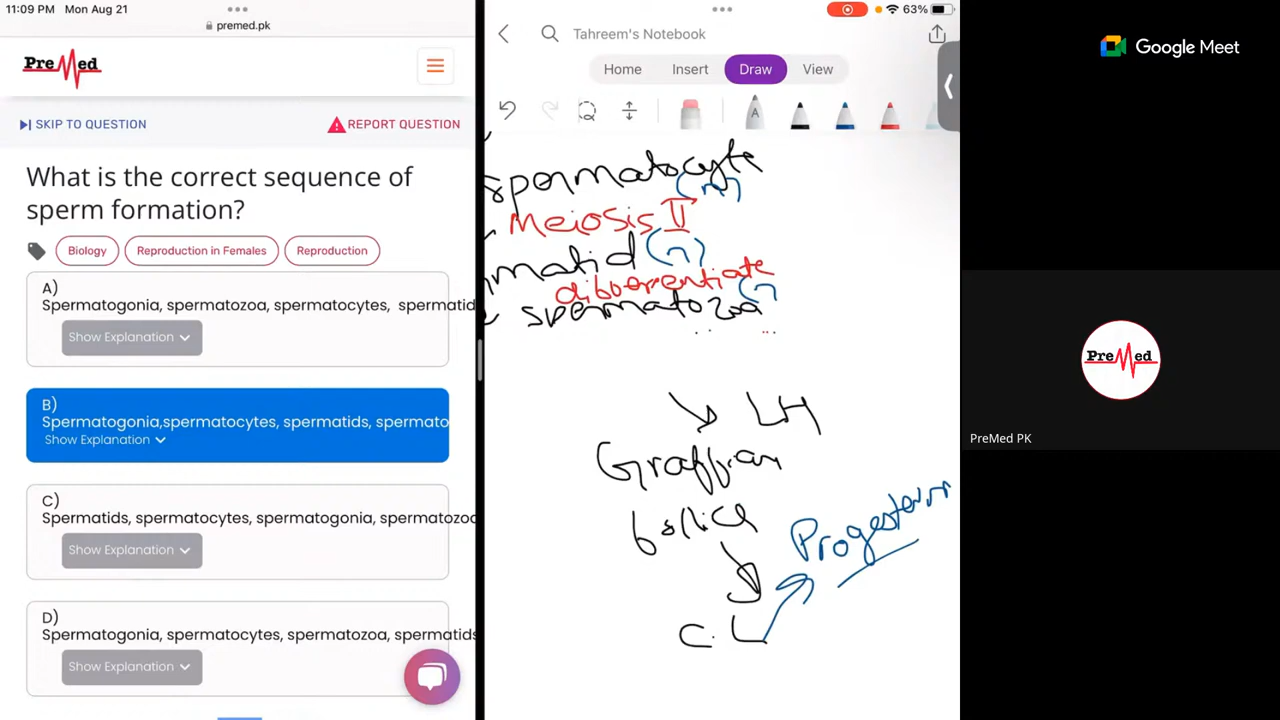 11:09 PM Mon Aug 21
premed.pk
PreMed
SKIP TO QUESTION
REPORT QUESTION
What is the correct sequence of
sperm formation?
Biology
Reproduction in Females
Reproduction
A)
Spermatogonia, spermatozoa, spermatocytes, spermatid
Show Explanation
B)
Spermatogonia,spermatocytes, spermatids, spermato
Show Explanation
C)
Spermatids, spermatocytes, spermatogonia, spermatozoa
Show Explanation
D)
Spermatogonia, spermatocytes, spermatozoa, spermatids
Show Explanation
63%
Tahreem's Notebook
Home
Insert
Draw
View
A
spermatocyte
(n)
meiosis II
matid (n)
differentiate
spermatozoa (n)
LH
Graffian
follicle
C.L
Progesteron
Google Meet
PreMed
PreMed PK